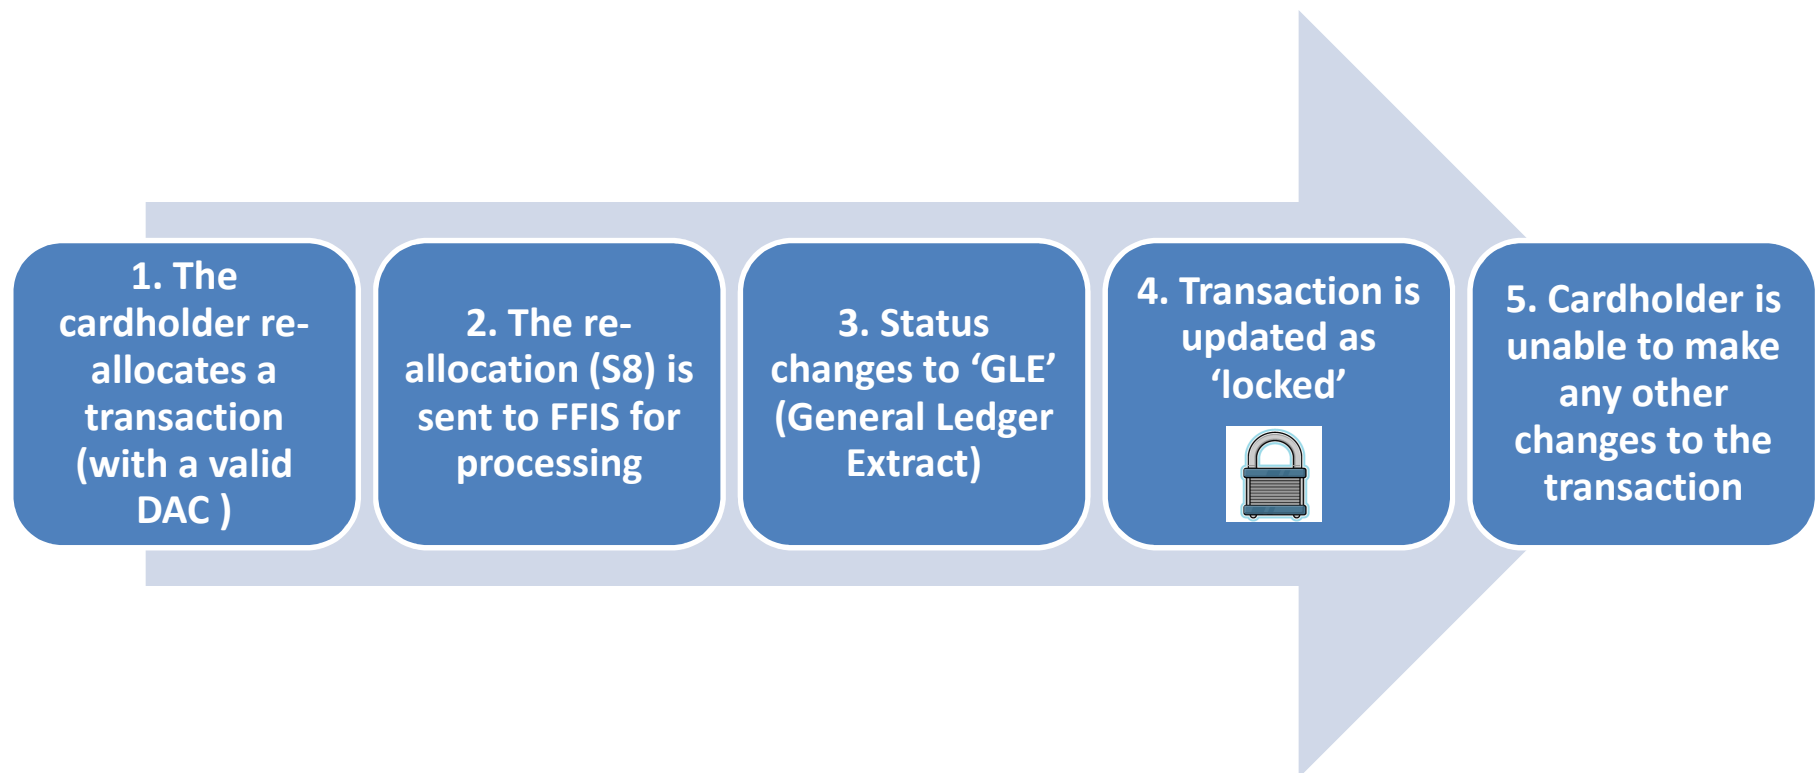 1. The
cardholder re-
allocates a
transaction
(with a valid
DAC )
2. The re-
allocation (S8) is
sent to FFIS for
processing
3. Status
changes to ‘GLE’
(General Ledger
Extract)
4. Transaction is
updated as
‘locked’
5. Cardholder is
unable to make
any other
changes to the
transaction